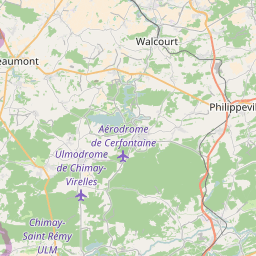 Walcourt
eaumont
Philippevil
Aérodrome
de Cerfontaine
Ulmodrome
de Chimay-
Virelles
Chimay-
Saint Rémy
ULM